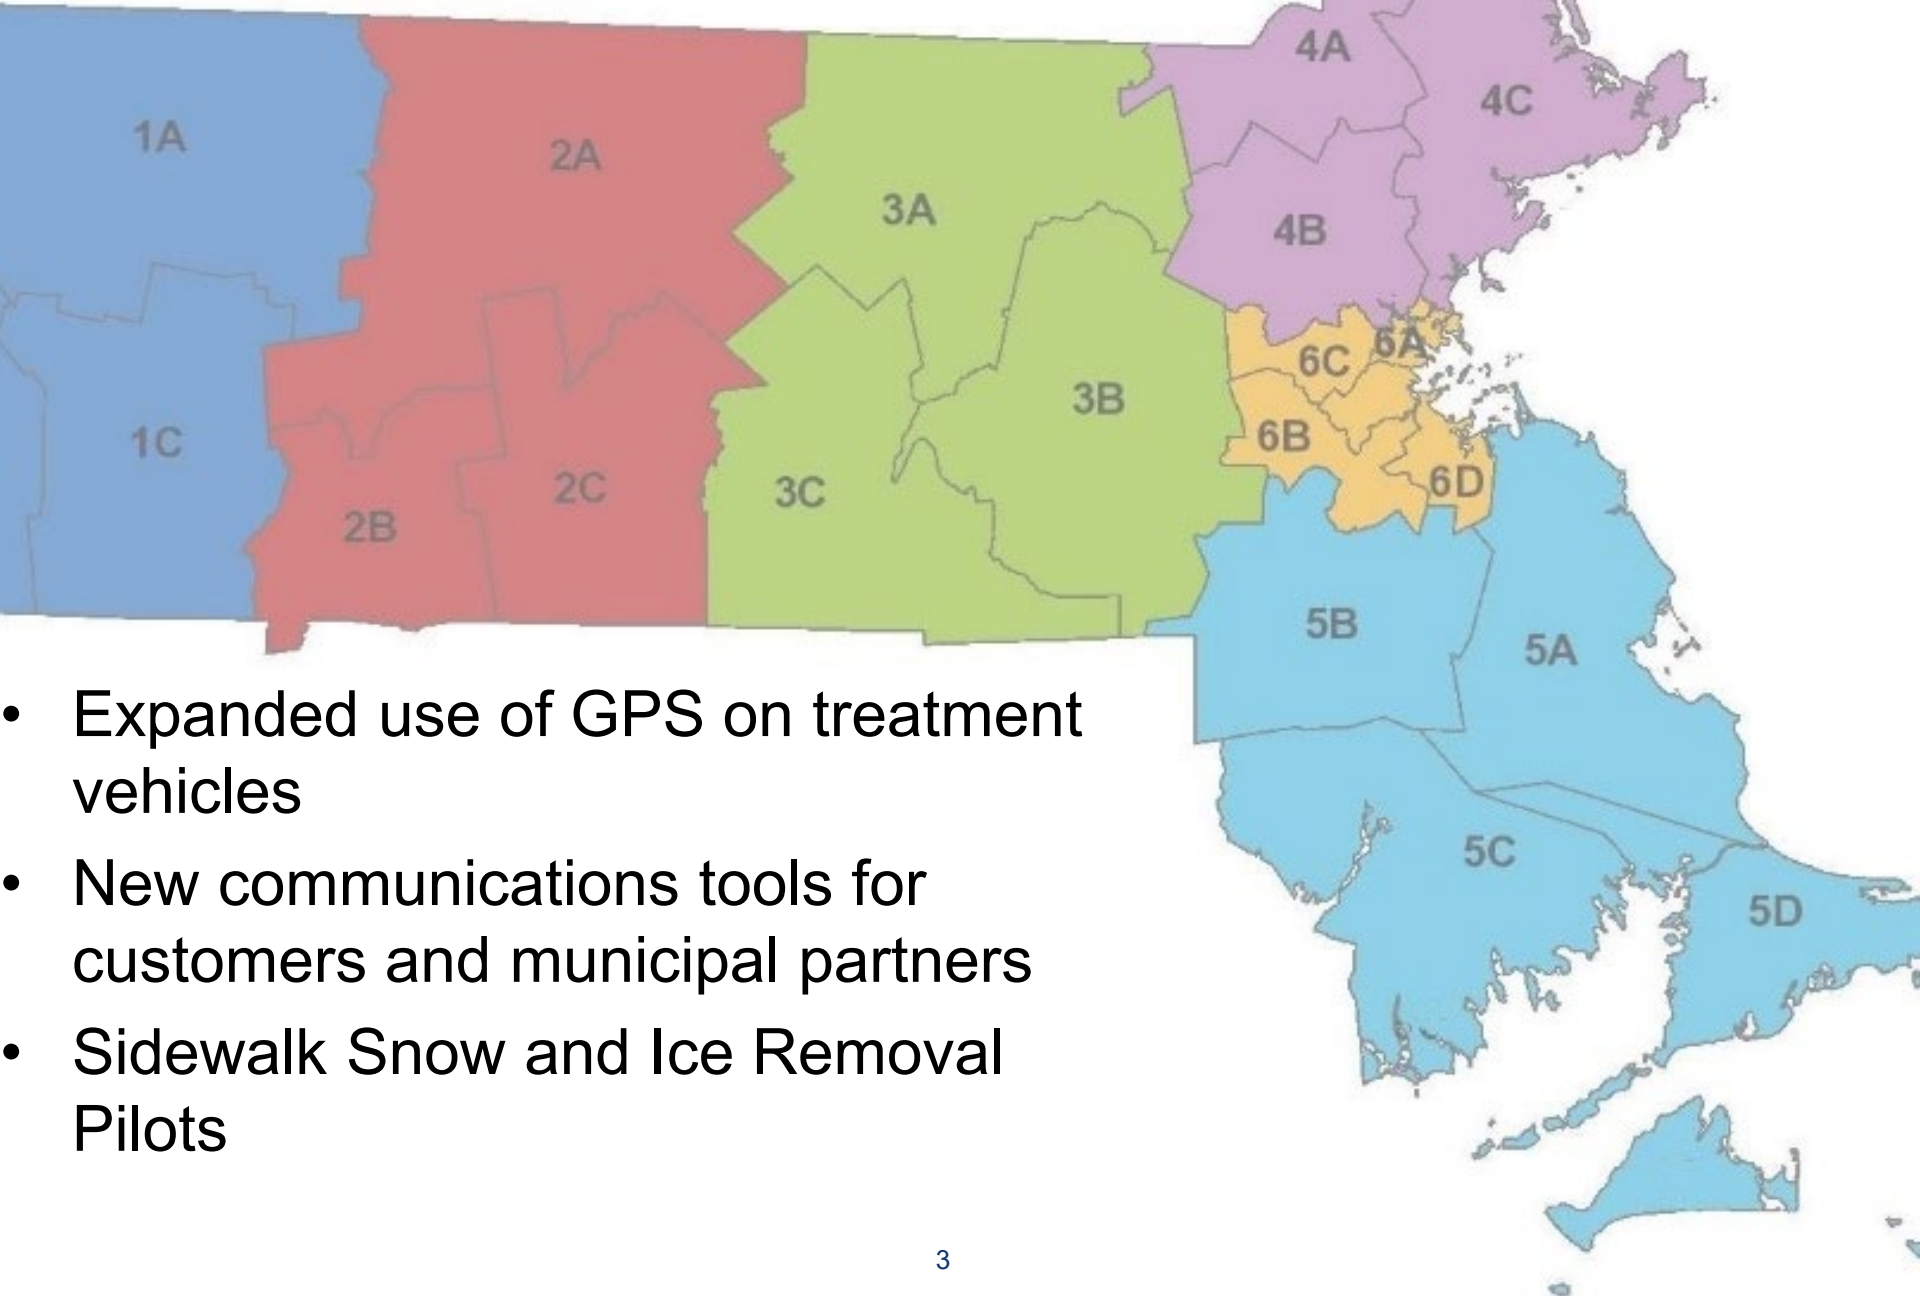 4A
4C
1A
2A
3A
4B
6A
6C
3B
6B
1C
6D
2C
3C
2B
5B
5A
5C
5D
• Expanded use of GPS on treatment
vehicles
• New communications tools for
customers and municipal partners
• Sidewalk Snow and Ice Removal
Pilots
3